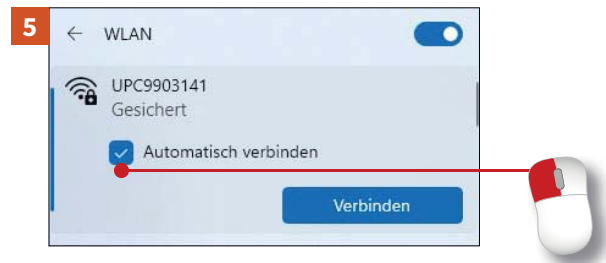 5
WLAN
UPC9903141
Gesichert
Automatisch verbinden
Verbinden